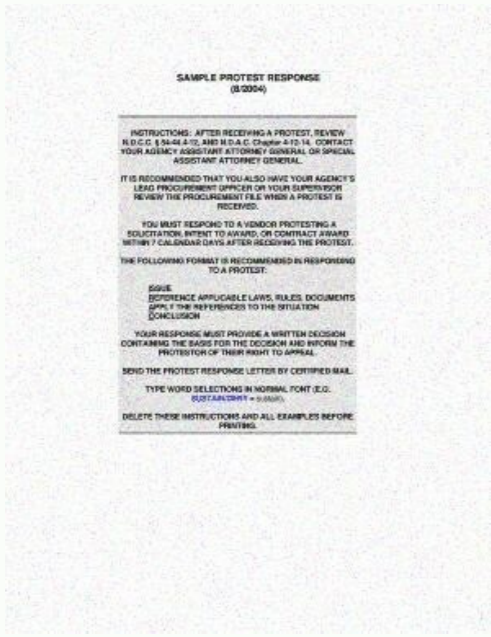 SAMPLE PROTEST RESPONSE
(8/2004)
INSTRUCTIONS: AFTER RECEIVING A PROTEST, REVIEW
N.D.C.C. § 54-44.4-12, AND N.D.A.C. Chapter 4-12-14. CONTACT
YOUR AGENCY ASSISTANT ATTORNEY GENERAL OR SPECIAL
ASSISTANT ATTORNEY GENERAL.
IT IS RECOMMENDED THAT YOU ALSO HAVE YOUR AGENCY'S
LEAD PROCUREMENT OFFICER OR YOUR SUPERVISOR
REVIEW THE PROCUREMENT FILE WHEN A PROTEST IS
RECEIVED.
YOU MUST RESPOND TO A VENDOR PROTESTING A
SOLICITATION, INTENT TO AWARD, OR CONTRACT AWARD
WITHIN 7 CALENDAR DAYS AFTER RECEIVING THE PROTEST.
THE FOLLOWING FORMAT IS RECOMMENDED IN RESPONDING
TO A PROTEST:
ISSUE
REFERENCE APPLICABLE LAWS, RULES, DOCUMENTS
APPLY THE REFERENCES TO THE SITUATION
CONCLUSION
YOUR RESPONSE MUST PROVIDE A WRITTEN DECISION
CONTAINING THE BASIS FOR THE DECISION AND INFORM THE
PROTESTOR OF THEIR RIGHT TO APPEAL.
SEND THE PROTEST RESPONSE LETTER BY CERTIFIED MAIL.
TYPE WORD SELECTIONS IN NORMAL FONT (E.G.
SUSTAIN/DENY = sustain).
DELETE THESE INSTRUCTIONS AND ALL EXAMPLES BEFORE
PRINTING.